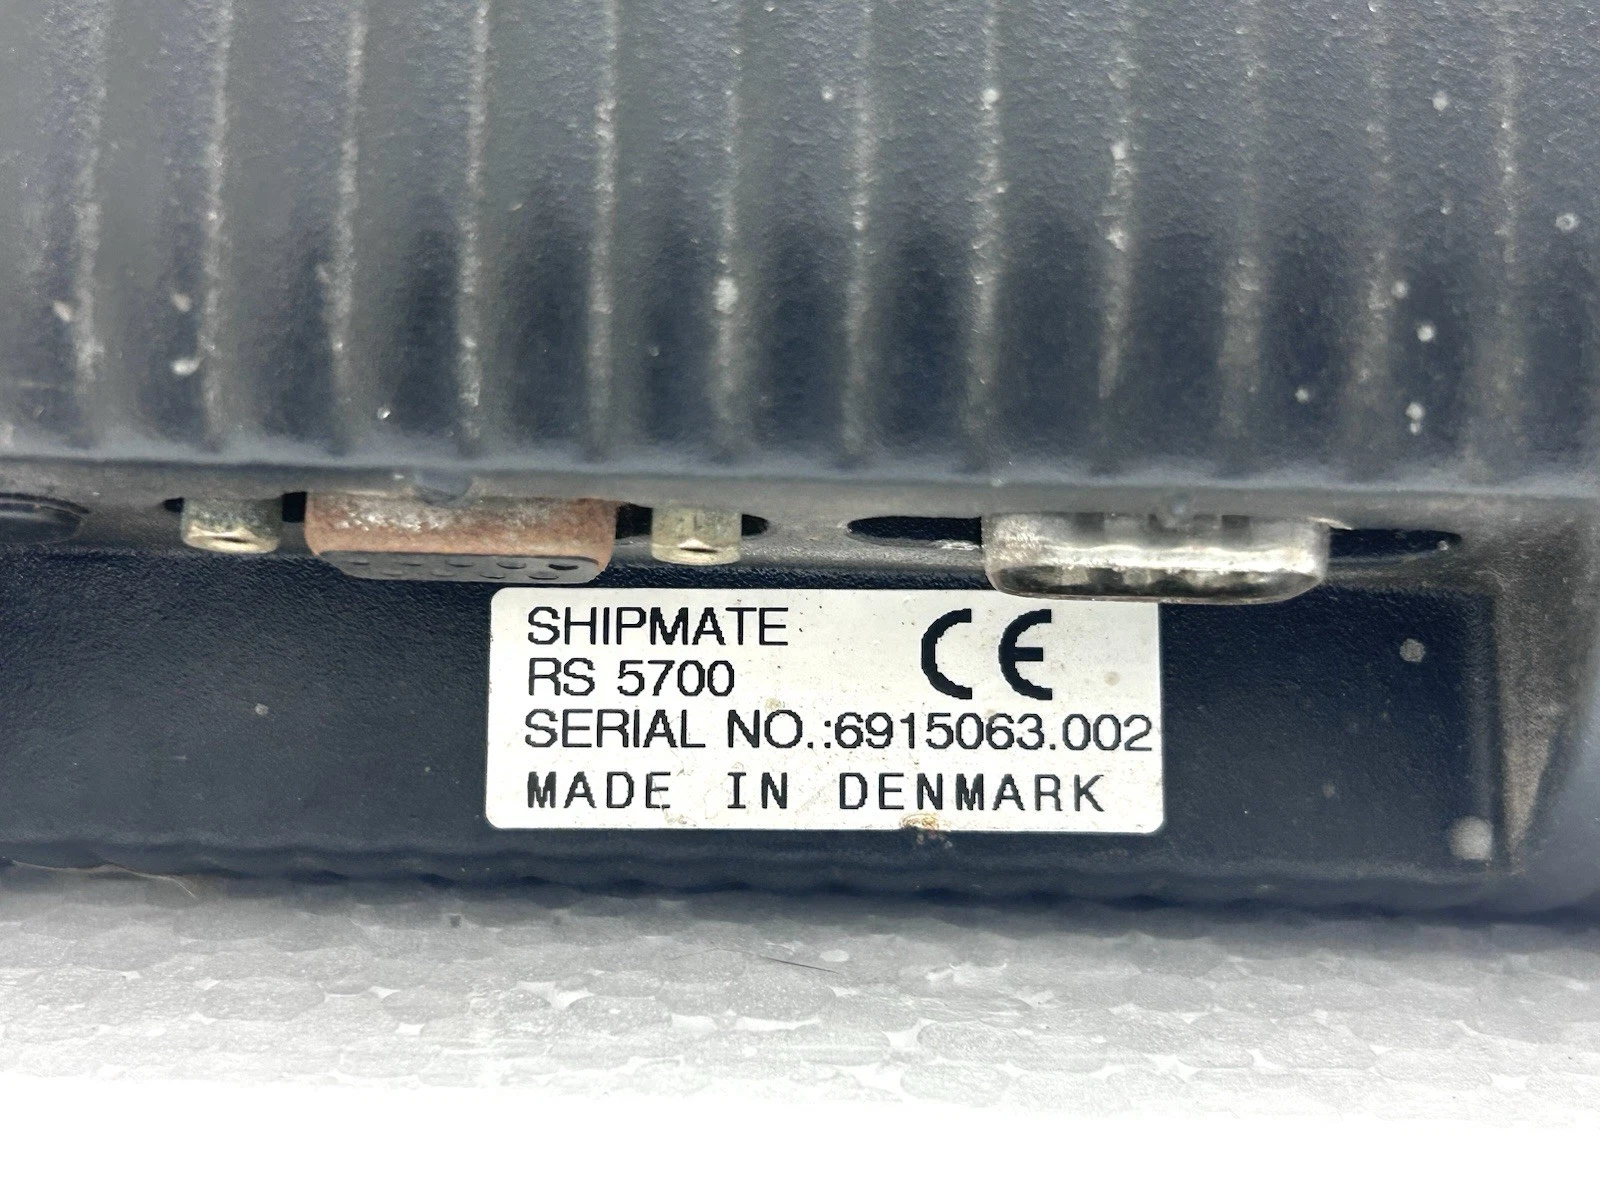 SHIPMATE CE
RS 5700
SERIAL NO.:6915063.002
MADE IN DENMARK